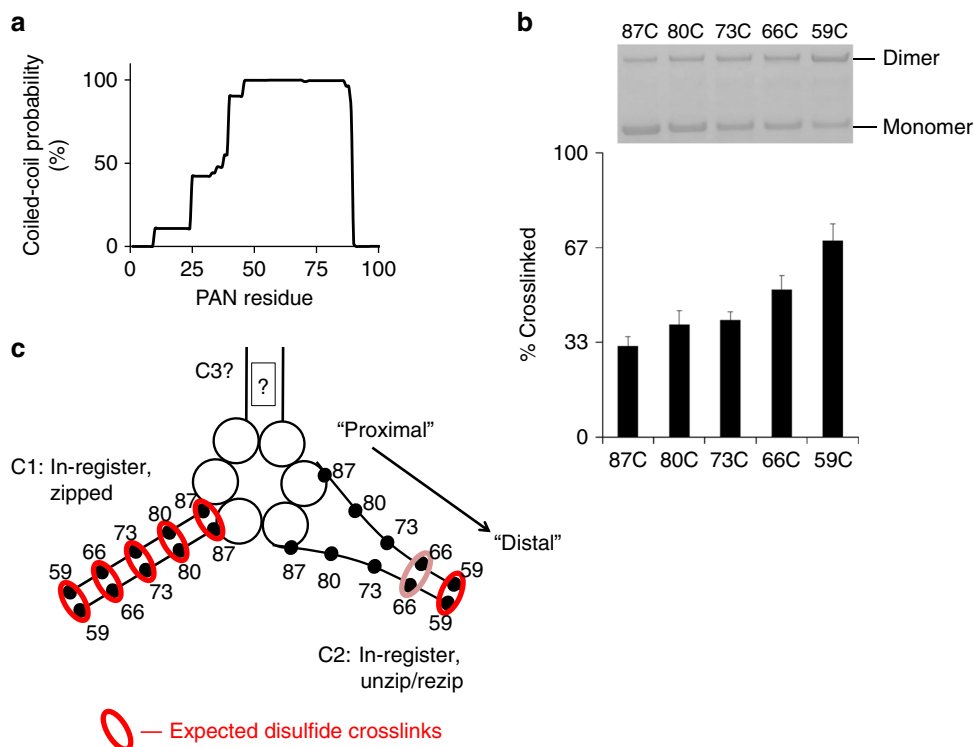 a
Coiled-coil probability
(%)
100
50
0
0
25
50
75
100
PAN residue
b
87C 80C 73C 66C 59C
Dimer
Monomer
% Crosslinked
100
67
33
0
87C 80C 73C 66C 59C
c
C3?
?
"Proximal"
"Distal"
C1: In-register,
zipped
87
80
73
66
59
87
80
73
66
59
87
80
73
66
59
87
80
73
66
59
C2: In-register,
unzip/rezip
Expected disulfide crosslinks